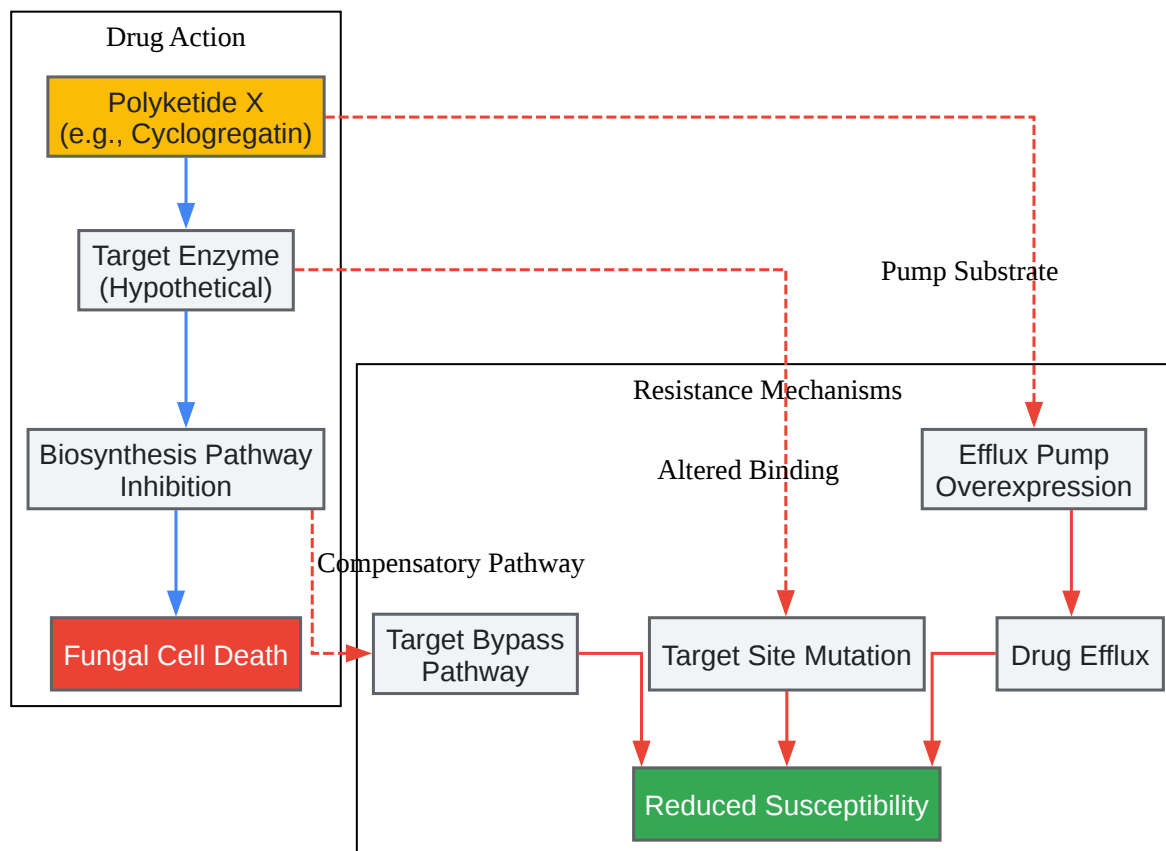 Drug Action
Polyketide X
(e.g., Cyclogregatin)
Target Enzyme
(Hypothetical)
Pump Substrate
Resistance Mechanisms
Biosynthesis Pathway
Inhibition
Altered Binding
Efflux Pump
Overexpression
Compensatory Pathway
Fungal Cell Death
Target Bypass
Pathway
Target Site Mutation
Drug Efflux
Reduced Susceptibility